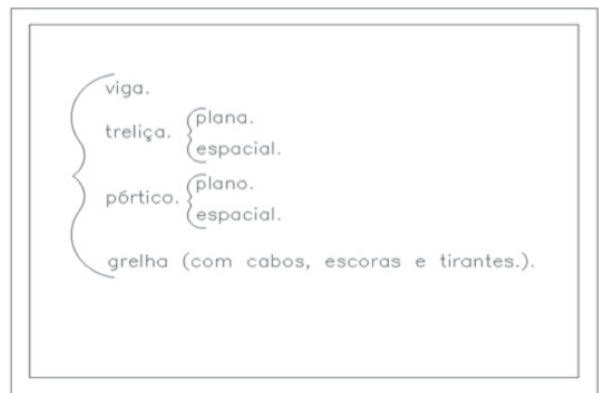 viga.
treliça. plana.
espacial.
pórtico. plano.
espacial.
grelha (com cabos, escoras e tirantes.).